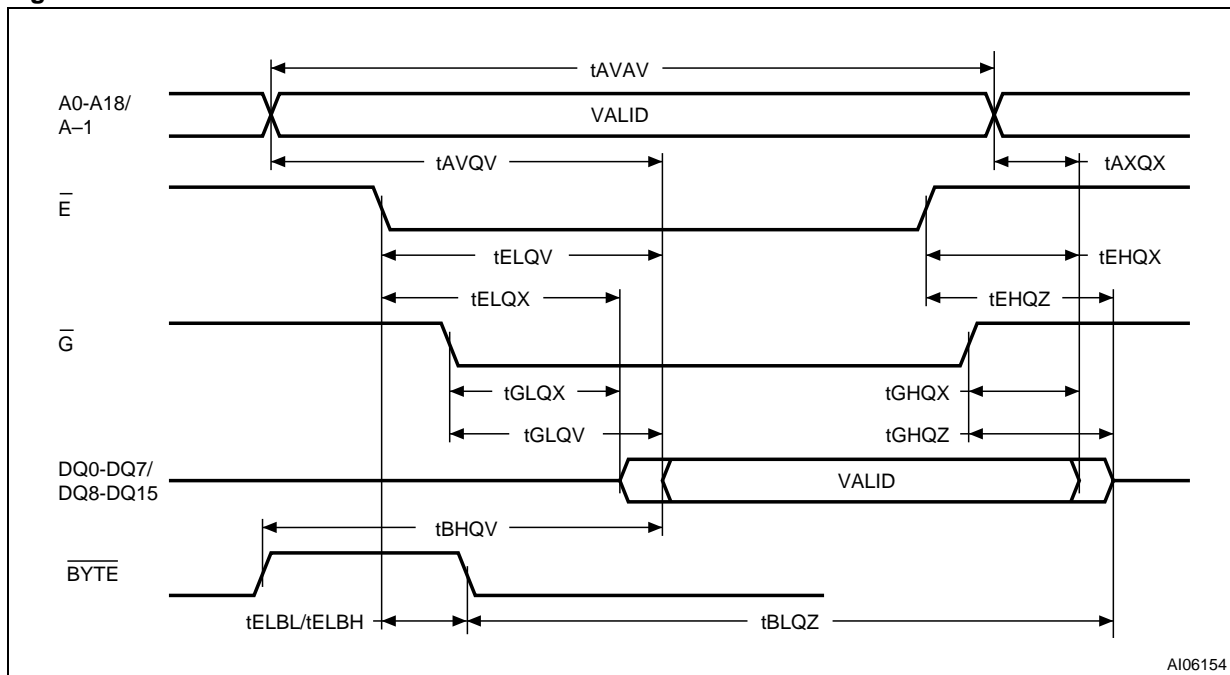 tAVAV
A0-A18/
A–1
VALID
tAVQV
tAXQX
E
tELQV
tEHQX
tELQX
tEHQZ
G
tGLQX
tGHQX
tGLQV
tGHQZ
DQ0-DQ7/
DQ8-DQ15
VALID
tBHQV
BYTE
tELBL/tELBH
tBLQZ
AI06154